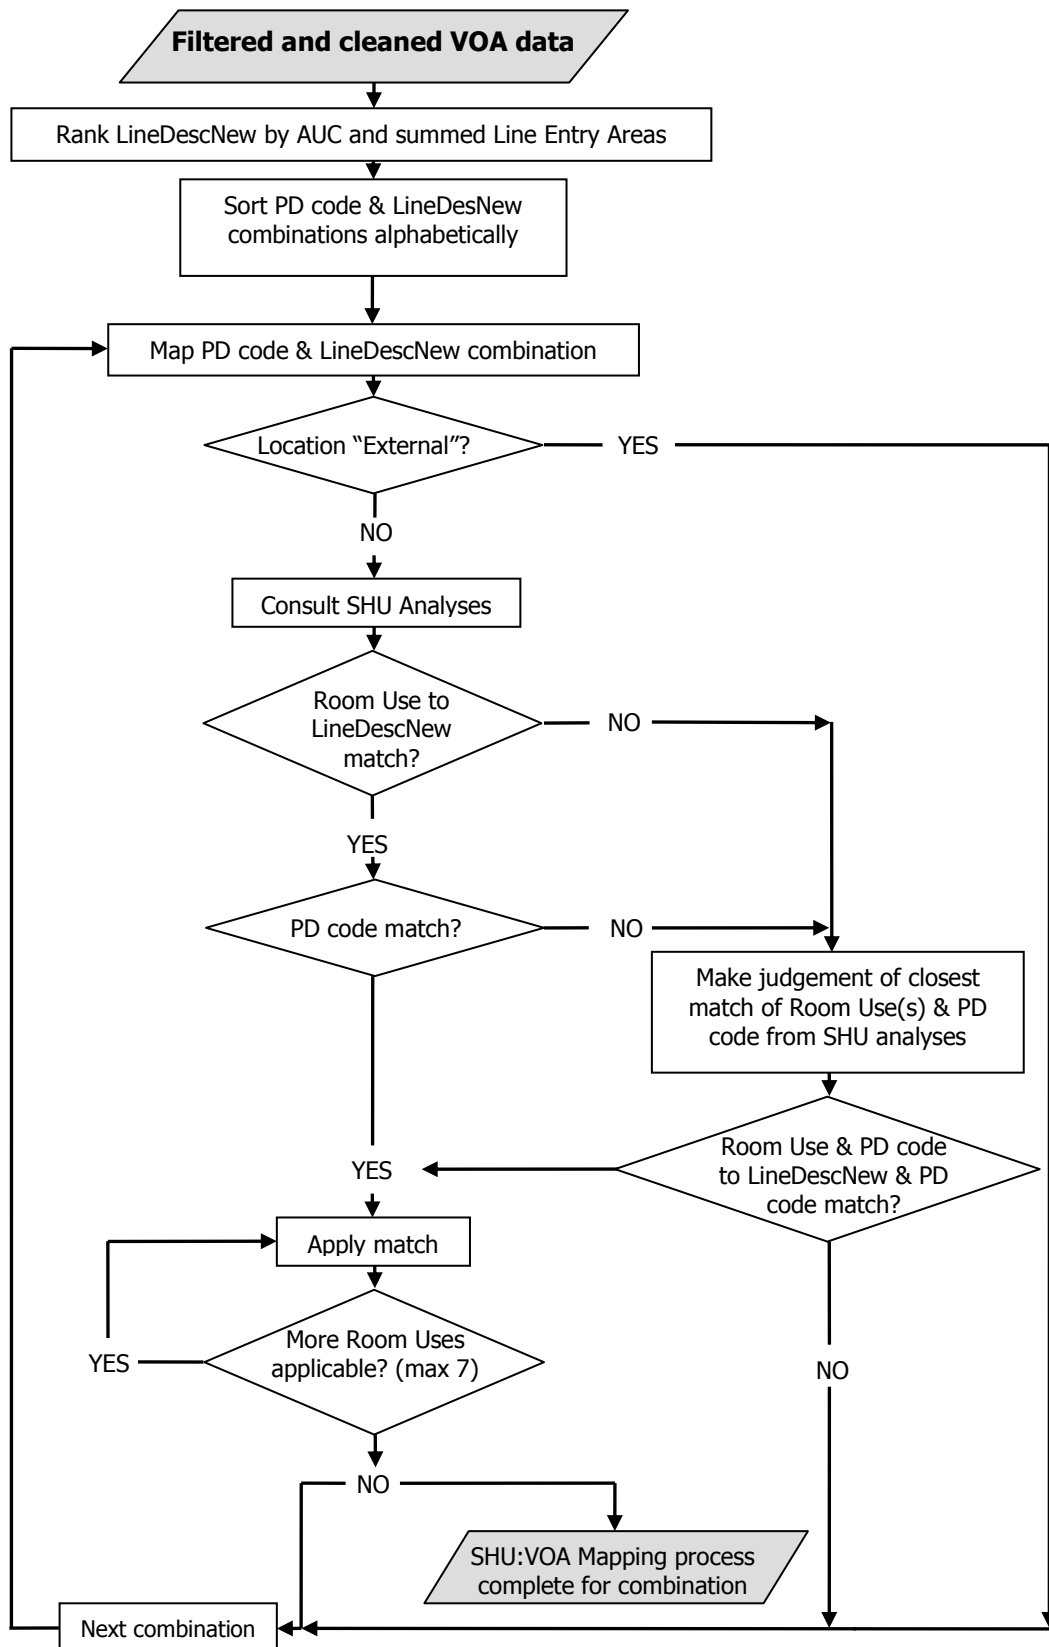 Filtered and cleaned VOA data
Rank LineDescNew by AUC and summed Line Entry Areas
Sort PD code & LineDesNew
combinations alphabetically
Map PD code & LineDescNew combination
Location “External”?
YES
NO
Consult SHU Analyses
Room Use to
LineDescNew
match?
NO
YES
PD code match?
NO
Make judgement of closest
match of Room Use(s) & PD
code from SHU analyses
Room Use & PD code
to LineDescNew & PD
code match?
YES
Apply match
More Room Uses
applicable? (max 7)
YES
NO
NO
SHU:VOA Mapping process
complete for combination
Next combination